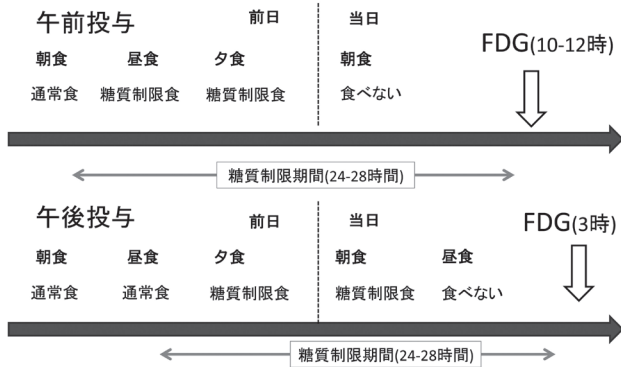 午前投与 前日 当日
FDG(10-12時)
朝食 昼食 夕食 朝食
通常食 糖質制限食 糖質制限食 食べない
糖質制限期間(24-28時間)
午後投与 前日 当日
FDG(3時)
朝食 昼食 夕食 朝食 昼食
通常食 通常食 糖質制限食 糖質制限食 食べない
糖質制限期間(24-28時間)